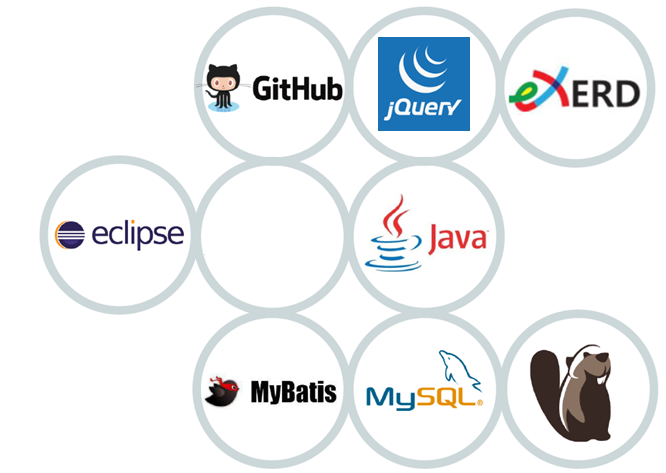 GitHub
jQuery
eXERD
eclipse
Java
MyBatis
MySQL®